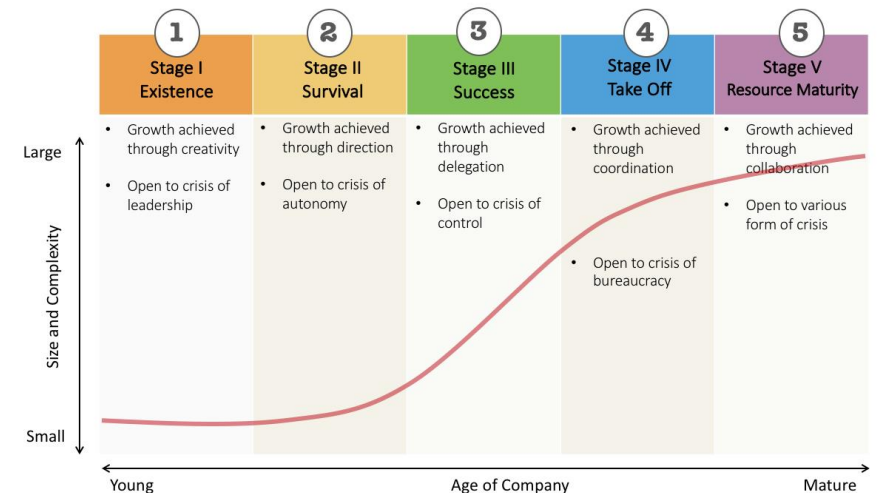 1
Stage I
Existence
2
Stage II
Survival
3
Stage III
Success
4
Stage IV
Take Off
5
Stage V
Resource Maturity
Large
Size and Complexity
Small
• Growth achieved
through creativity
• Open to crisis of
leadership
• Growth achieved
through direction
• Open to crisis of
autonomy
• Growth achieved
through
delegation
• Open to crisis of
control
• Growth achieved
through
coordination
• Open to crisis of
bureaucracy
• Growth achieved
through
collaboration
• Open to various
form of crisis
Young
Age of Company
Mature